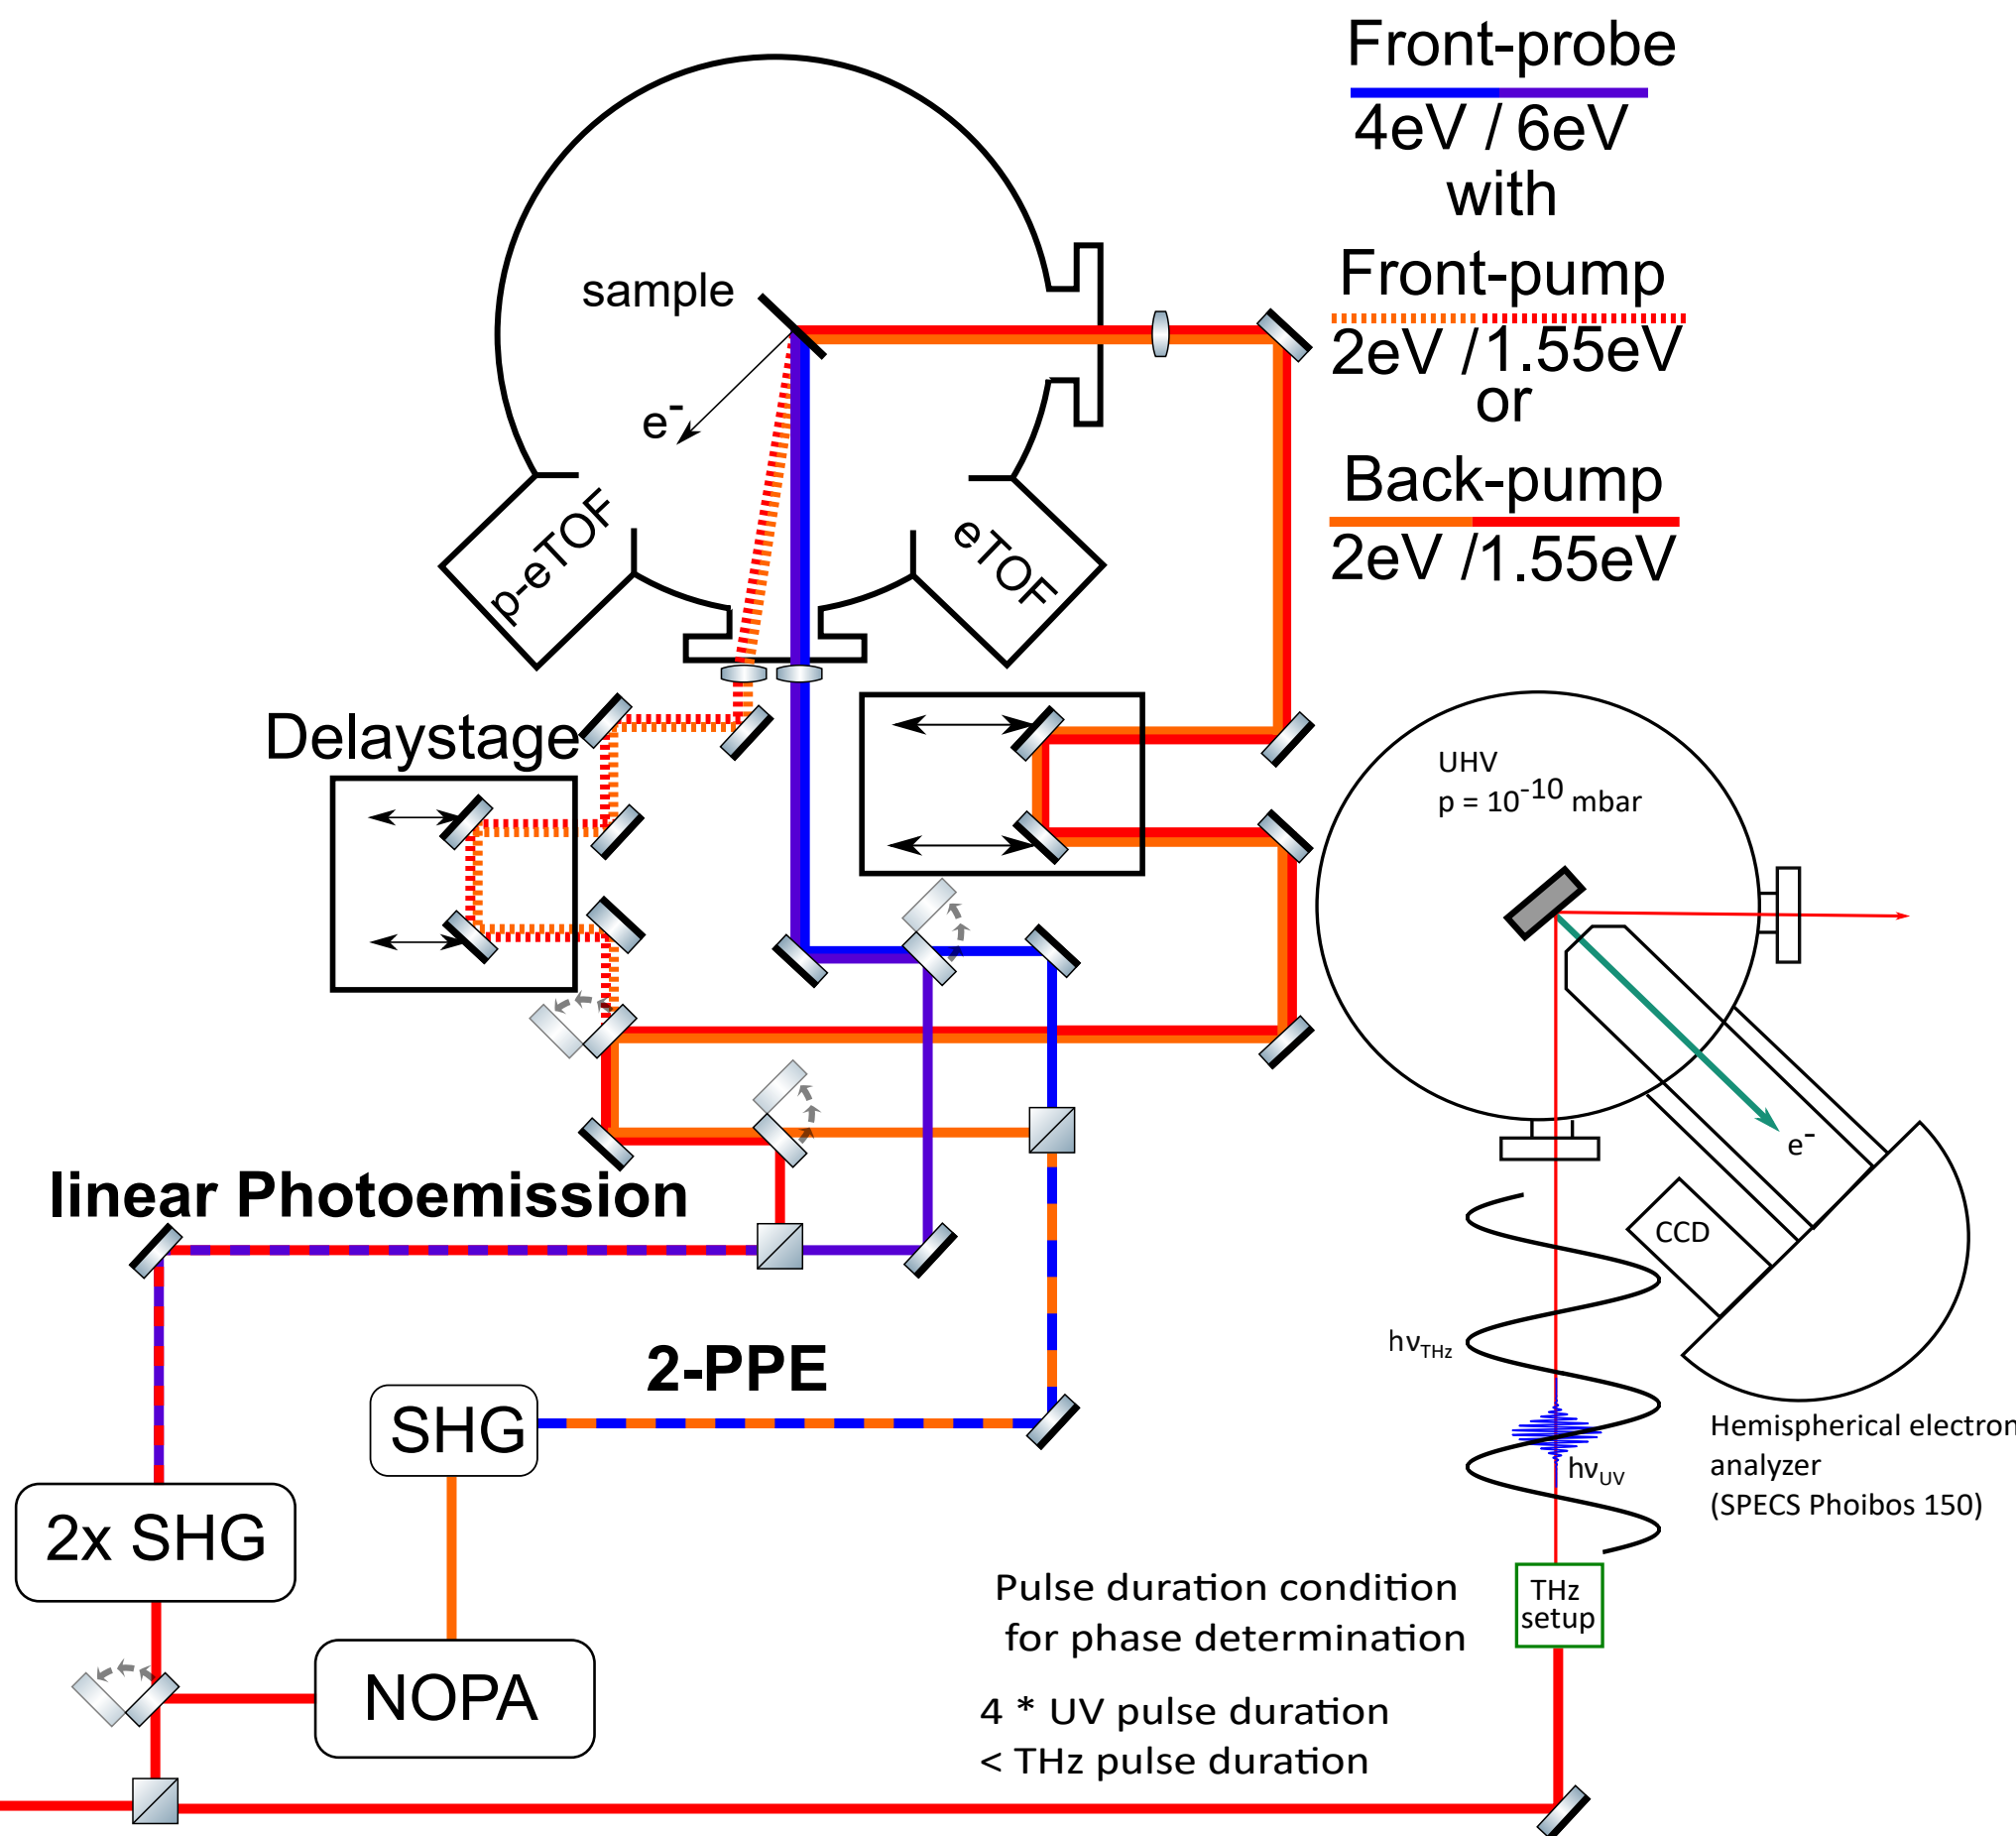 Front-probe
4eV / 6eV
with
Front-pump
2eV /1.55eV
or
Back-pump
2eV /1.55eV
sample
e-
p-eTOF
eTOF
Delaystage
UHV
p = 10-10 mbar
e-
CCD
linear Photoemission
2-PPE
SHG
2x SHG
NOPA
hνTHz
hνUV
Hemispherical electron
analyzer
(SPECS Phoibos 150)
THz
setup
Pulse duration condition
for phase determination
4 * UV pulse duration
< THz pulse duration